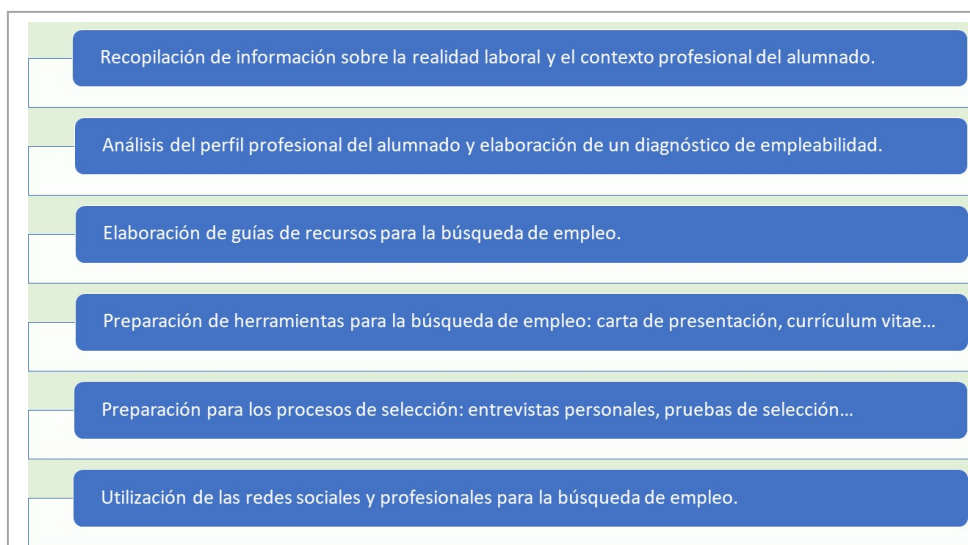 Recopilación de información sobre la realidad laboral y el contexto profesional del alumnado.
Análisis del perfil profesional del alumnado y elaboración de un diagnóstico de empleabilidad.
Elaboración de guías de recursos para la búsqueda de empleo.
Preparación de herramientas para la búsqueda de empleo: carta de presentación, currículum vitae...
Preparación para los procesos de selección: entrevistas personales, pruebas de selección...
Utilización de las redes sociales y profesionales para la búsqueda de empleo.